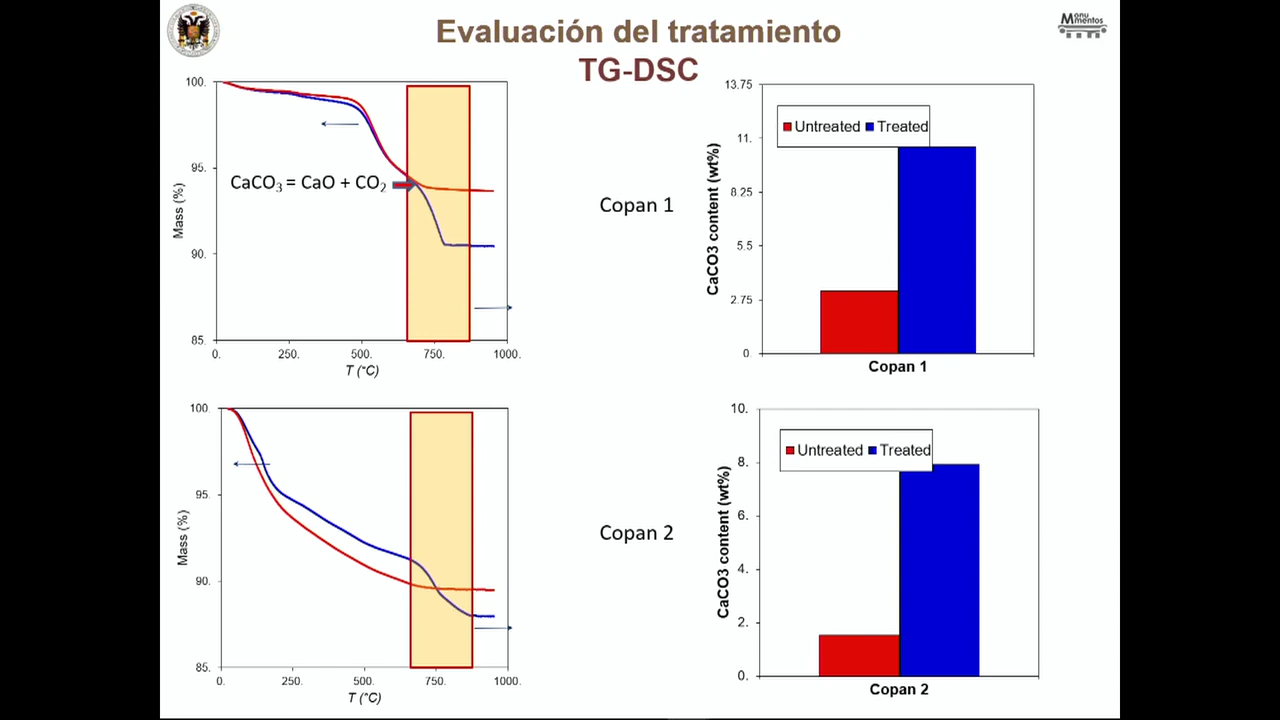 Evaluación del tratamiento
TG-DSC
Monu
mentos
100.
95.
90.
85.
Mass (%)
CaCO3 = CaO + CO2
0. 250. 500. 750. 1000.
T (°C)
Copan 1
13.75
11.
8.25
5.5
2.75
0.
CaCO3 content (wt%)
Untreated Treated
Copan 1
100.
95.
90.
85.
Mass (%)
0. 250. 500. 750. 1000.
T (°C)
Copan 2
10.
8.
6.
4.
2.
0.
CaCO3 content (wt%)
Untreated Treated
Copan 2